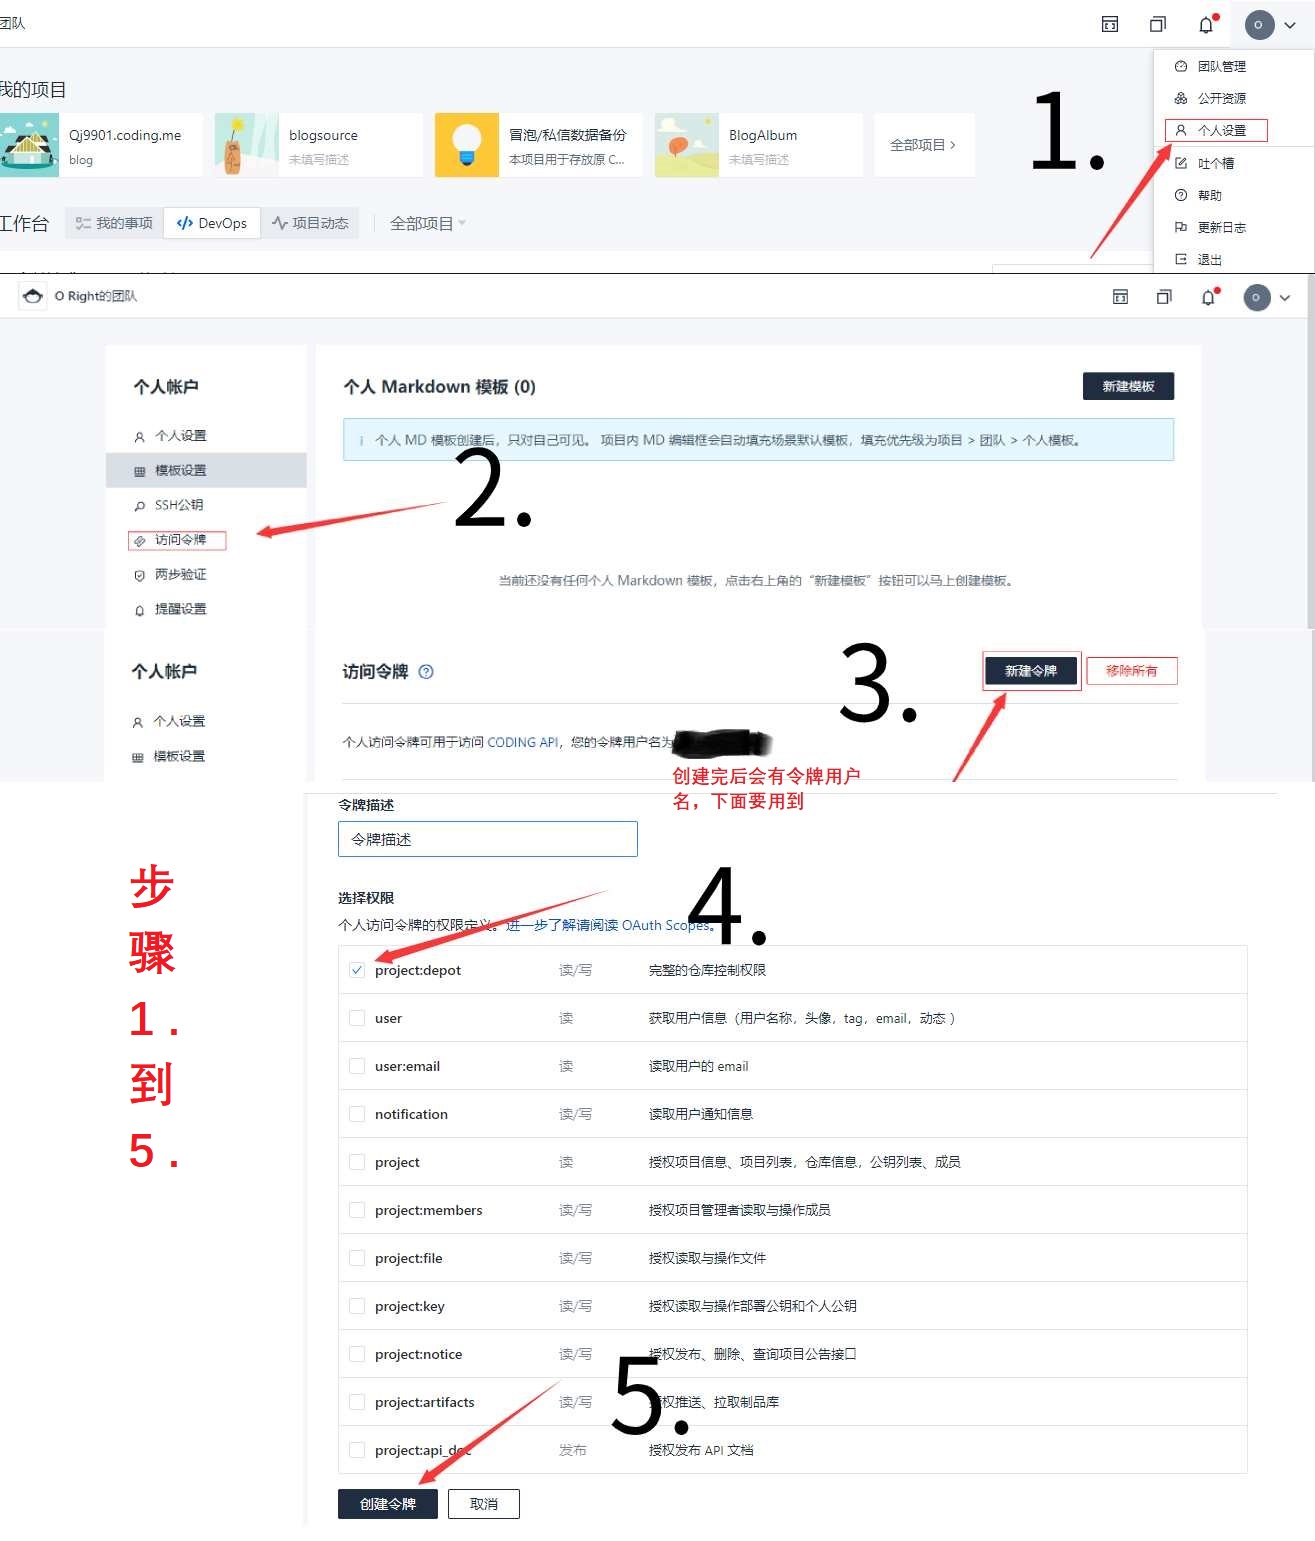 团队
O
团队管理
公开资源
个人设置
吐个槽
帮助
更新日志
退出
1.
我的项目
Qj9901.coding.me
blog
blogsource
未填写描述
冒泡/私信数据备份
本项目用于存放原 C...
BlogAlbum
未填写描述
全部项目 >
工作台
我的事项
DevOps
项目动态
全部项目
O Right的团队
O
个人帐户
个人设置
模板设置
SSH公钥
访问令牌
两步验证
提醒设置
个人 Markdown 模板 (0)
新建模板
个人 MD 模板创建后，只对自己可见。 项目内 MD 编辑框会自动填充场景默认模板，填充优先级为项目 > 团队 > 个人模板。
2.
当前还没有任何个人 Markdown 模板，点击右上角的“新建模板”按钮可以马上创建模板。
个人帐户
个人设置
模板设置
访问令牌
3.
新建令牌
移除所有
个人访问令牌可用于访问 CODING API，您的令牌用户名为
创建完后会有令牌用户
名，下面要用到
步
骤
1 .
到
5 .
令牌描述
令牌描述
选择权限
4.
个人访问令牌的权限定义。进一步了解请阅读 OAuth Scopes。
project:depot 读/写 完整的仓库控制权限
user 读 获取用户信息（用户名称，头像，tag，email，动态 ）
user:email 读 读取用户的 email
notification 读/写 读取用户通知信息
project 读 授权项目信息、项目列表，仓库信息，公钥列表、成员
project:members 读/写 授权项目管理者读取与操作成员
project:file 读/写 授权读取与操作文件
project:key 读/写 授权读取与操作部署公钥和个人公钥
project:notice 读/写 授权发布、删除、查询项目公告接口
project:artifacts 读/写 授权推送、拉取制品库
5.
project:api_doc 发布 授权发布 API 文档
创建令牌
取消